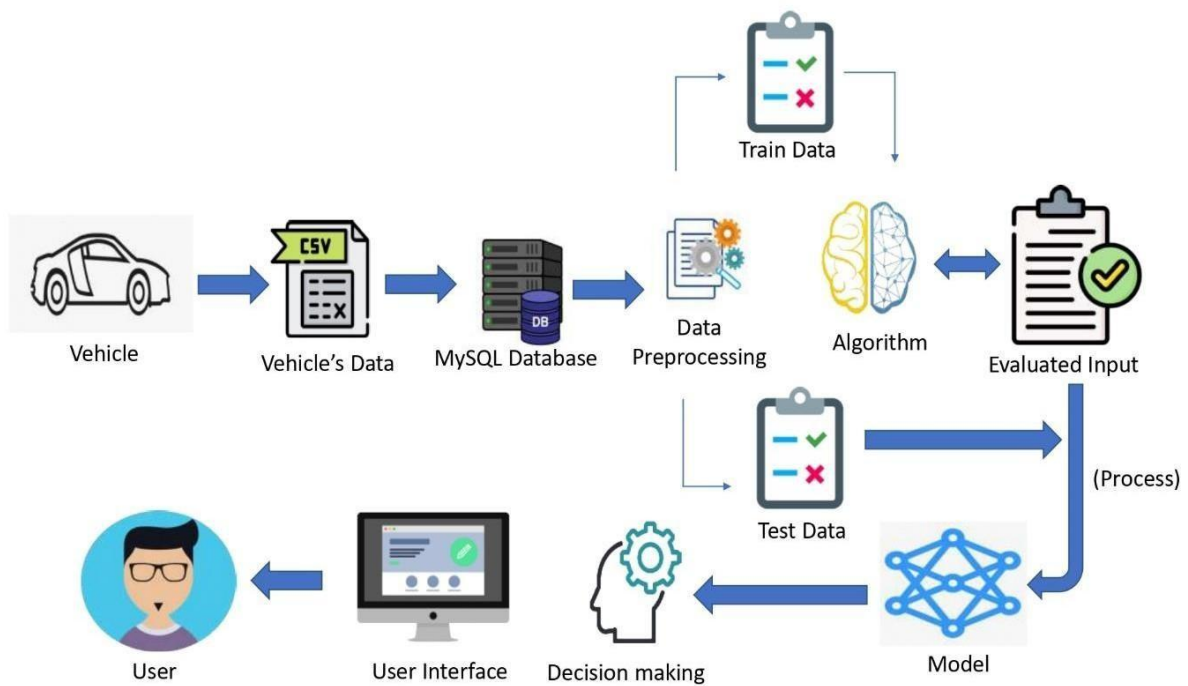 Train Data
CSV
DB
Vehicle
Vehicle's Data
MySQL Database
Data
Preprocessing
Algorithm
Evaluated Input
(Process)
Test Data
User
User Interface
Decision making
Model